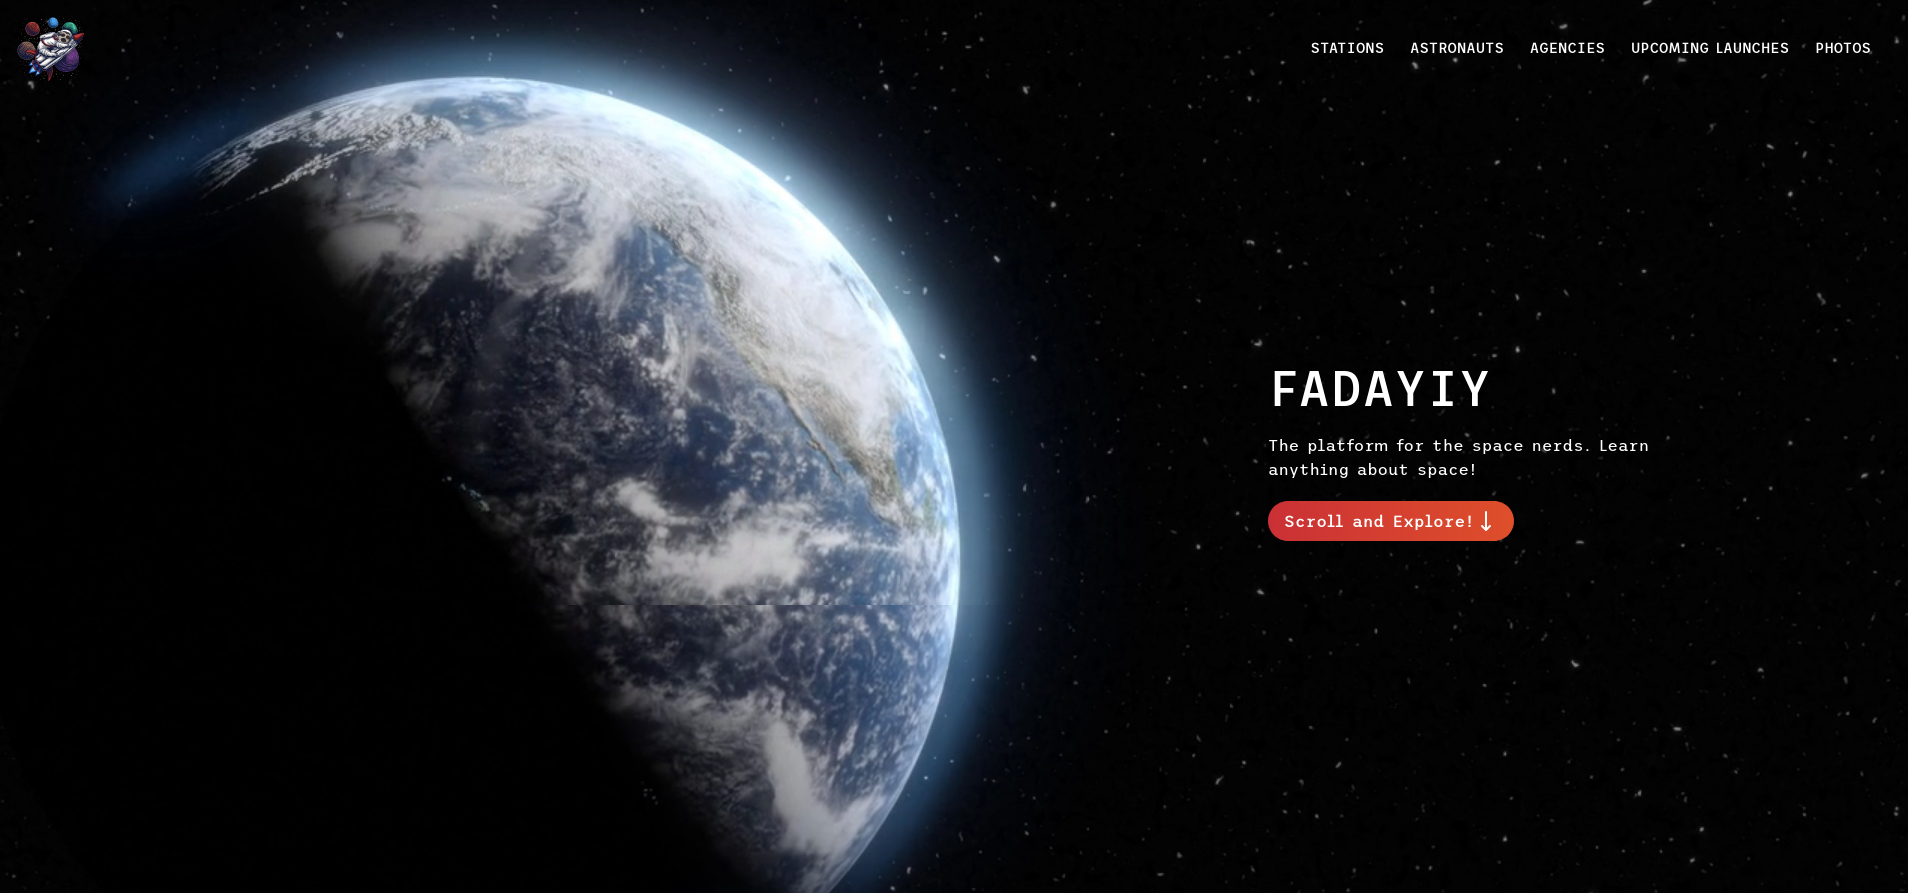 STATIONS ASTRONAUTS AGENCIES UPCOMING LAUNCHES PHOTOS
FADAYIY
The platform for the space nerds. Learn
anything about space!
Scroll and Explore!